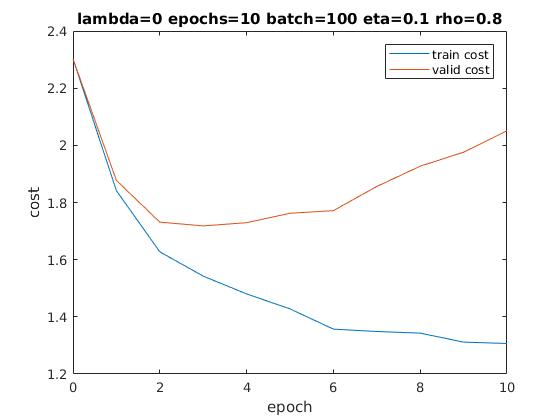 lambda=0 epochs=10 batch=100 eta=0.1 rho=0.8
2.4
2.2
2
1.8
1.6
1.4
1.2
cost
train cost
valid cost
0 2 4 6 8 10
epoch